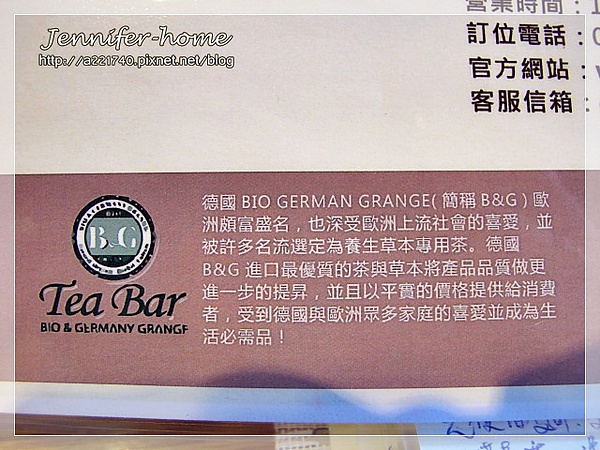 Jennifer-home
http://a221740.pixnet.net/blog
營業時間：1
訂位電話：0
官方網站：
客服信箱：
德國 BIO GERMAN GRANGE( 簡稱 B&G ) 歐
洲頗富盛名，也深受歐洲上流社會的喜愛，並
被許多名流選定為養生草本專用茶。德國
B&G 進口最優質的茶與草本將產品品質做更
進一步的提昇，並且以平實的價格提供給消費
者，受到德國與歐洲眾多家庭的喜愛並成為生
活必需品！
B&G
Tea Bar
BIO & GERMANY GRANGE